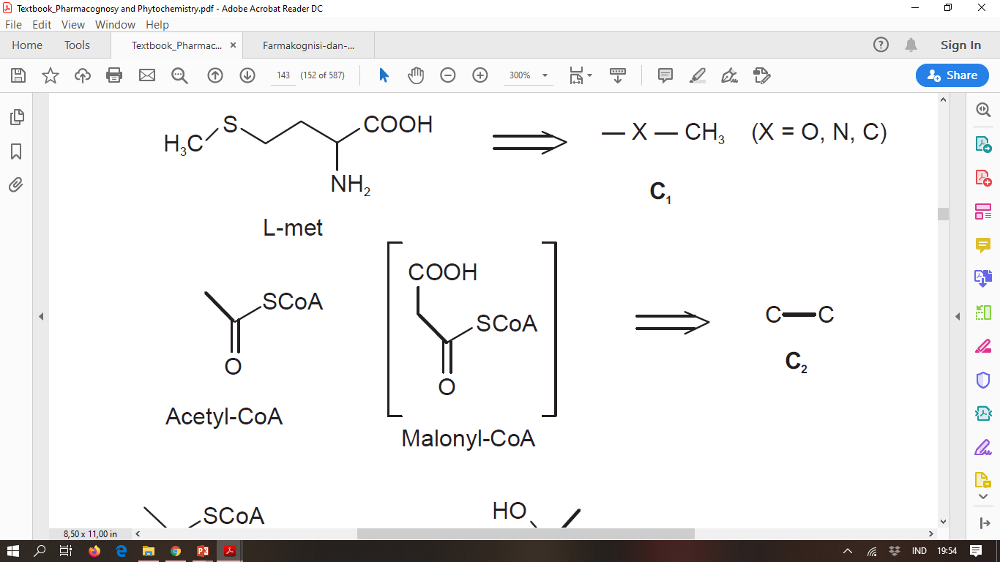 Textbook_Pharmacognosy and Phytochemistry.pdf - Adobe Acrobat Reader DC
File Edit View Window Help
Home Tools Textbook_Pharmac... × Farmakognisi-dan-... Sign In
143 (152 of 587) 300% Share
H₃C S COOH NH₂ — X — CH₃ (X = O, N, C)
C₁
L-met
COOH
SCoA O SCoA O C C
C₂
Acetyl-CoA
Malonyl-CoA
SCoA HO
8,50 x 11,00 in
IND 19:54